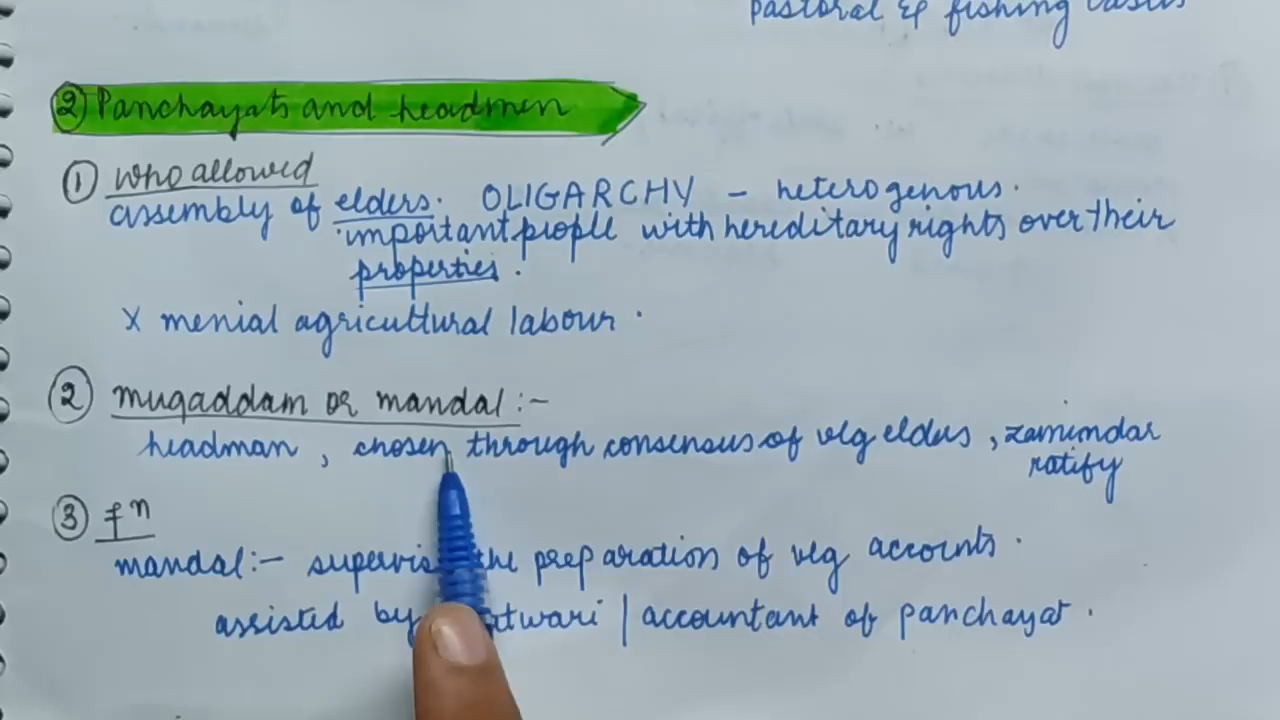 pastoral & fishing castes
② Panchayats and headmen
① who allowed
assembly of elders. OLIGARCHY – heterogenous.
important people with hereditary rights over their
properties.
x menial agricultural labour.
② muqaddam or mandal :-
headman, chosen through consensus of vlg elders, zamindar
ratify
③ fⁿ
mandal :- supervise the preparation of vlg accounts.
assisted by / accountant of panchayat.